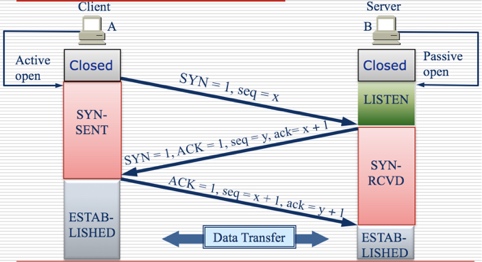 Client
Server
A
B
Active
open
Closed
Closed
Passive
open
SYN = 1, seq = x
LISTEN
SYN-
SENT
SYN = 1, ACK = 1, seq = y, ack= x + 1
SYN-
RCVD
ACK = 1, seq = x + 1, ack = y + 1
ESTAB-
LISHED
Data Transfer
ESTAB-
LISHED